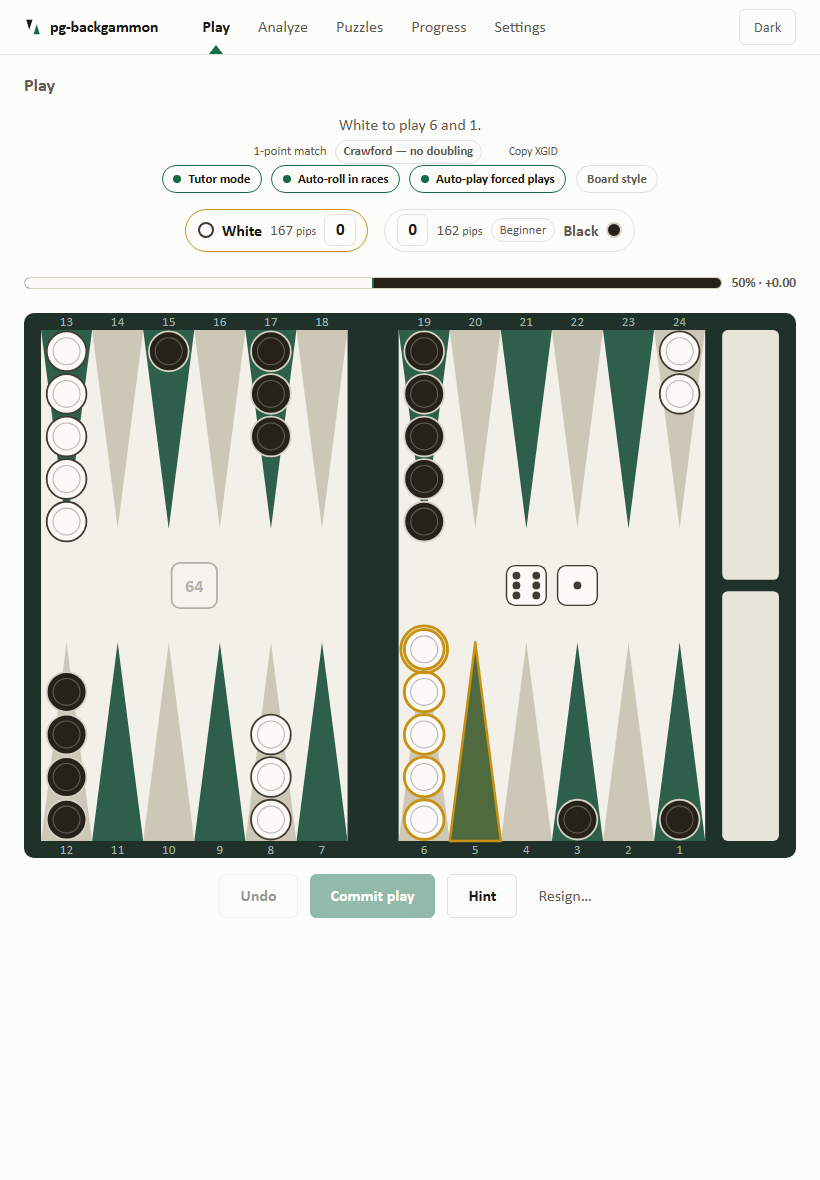 pg-backgammon Play Analyze Puzzles Progress Settings Dark
Play
White to play 6 and 1.
1-point match Crawford — no doubling Copy XGID
Tutor mode Auto-roll in races Auto-play forced plays Board style
White 167 pips 0 0 162 pips Beginner Black
50% · +0.00
13 14 15 16 17 18 19 20 21 22 23 24
64
12 11 10 9 8 7 6 5 4 3 2 1
Undo Commit play Hint Resign...